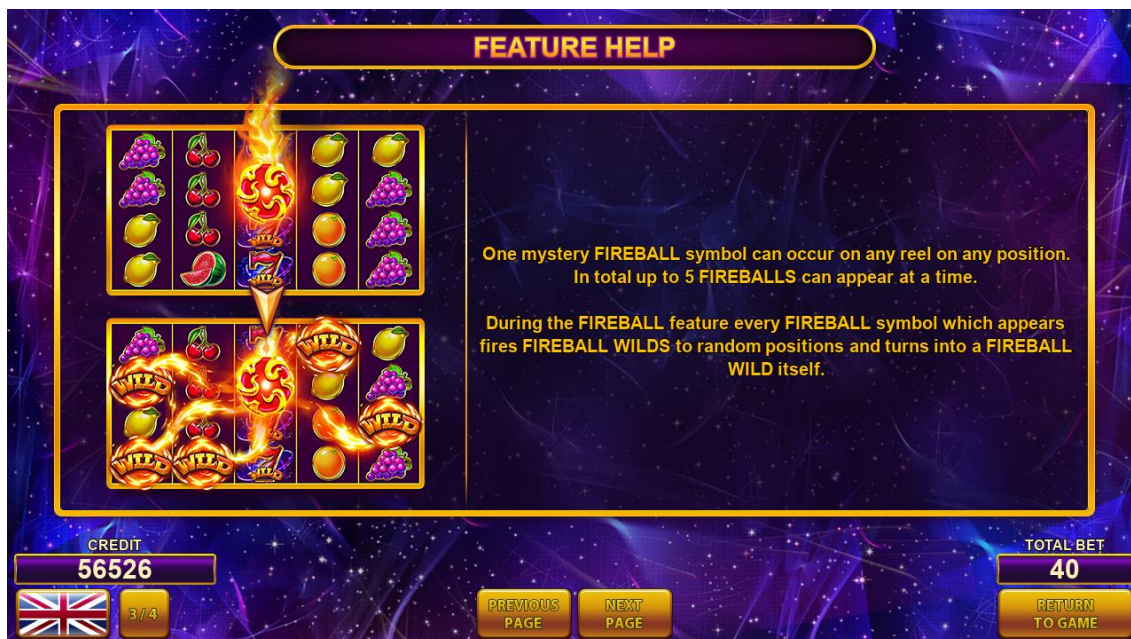 FEATURE HELP
WILD
WILD
WILD
WILD
WILD
WILD
WILD
One mystery FIREBALL symbol can occur on any reel on any position.
In total up to 5 FIREBALLS can appear at a time.
During the FIREBALL feature every FIREBALL symbol which appears
fires FIREBALL WILDS to random positions and turns into a FIREBALL
WILD itself.
CREDIT
56526
TOTAL BET
40
3 / 4
PREVIOUS
PAGE
NEXT
PAGE
RETURN
TO GAME